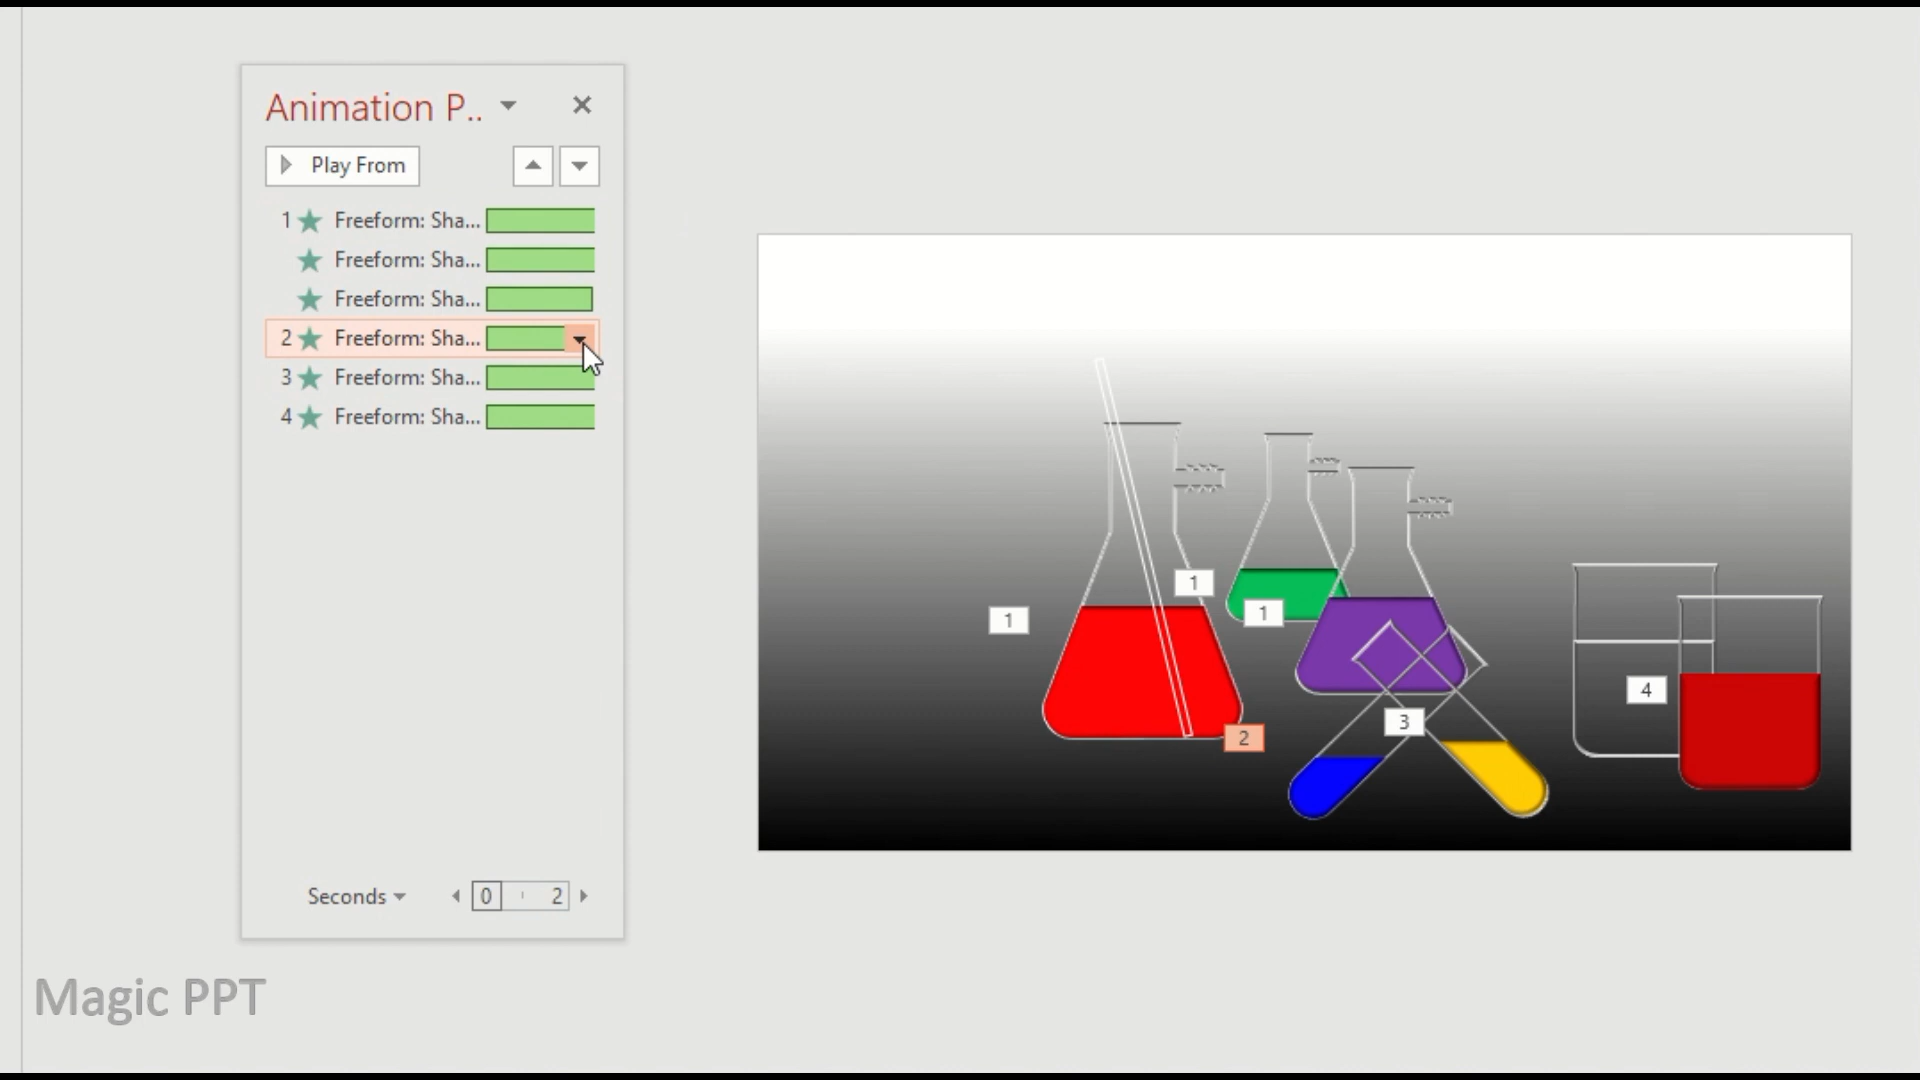 Animation P..
Play From
1 Freeform: Sha...
Freeform: Sha...
Freeform: Sha...
2 Freeform: Sha...
3 Freeform: Sha...
4 Freeform: Sha...
Seconds 0 2
1
1
1
2
3
4
Magic PPT